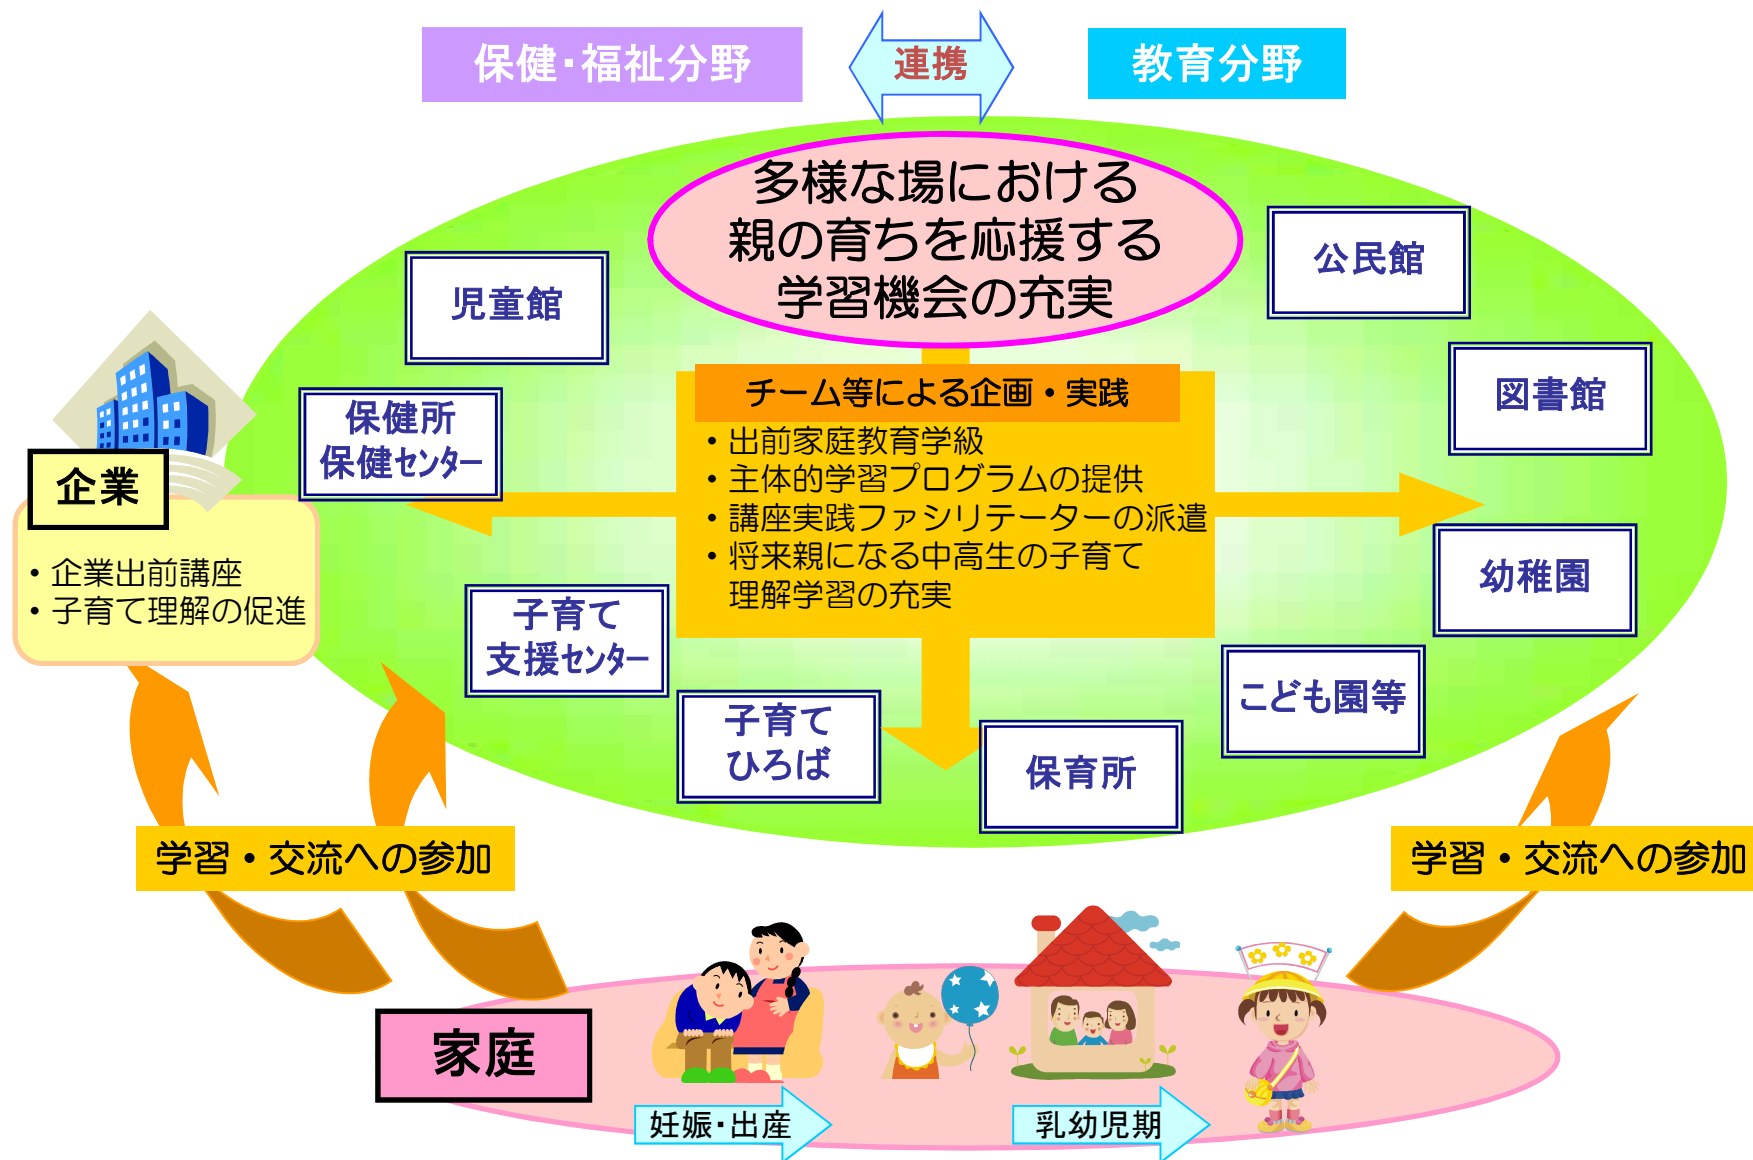 保健・福祉分野
連携
教育分野
多様な場における
親の育ちを応援する
学習機会の充実
児童館
公民館
図書館
保健所
保健センター
企業
・企業出前講座
・子育て理解の促進
チーム等による企画・実践
・出前家庭教育学級
・主体的学習プログラムの提供
・講座実践ファシリテーターの派遣
・将来親になる中高生の子育て
理解学習の充実
幼稚園
子育て
支援センター
こども園等
子育て
ひろば
保育所
学習・交流への参加
学習・交流への参加
家庭
妊娠・出産
乳幼児期